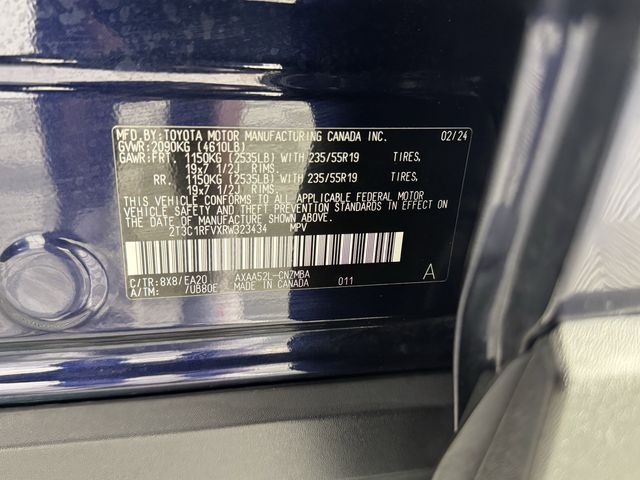 MFD.BY:TOYOTA MOTOR MANUFACTURING CANADA INC. 02/24
GVWR:2090KG (4610LB)
GAWR:FRT. 1150KG (2535LB) WITH 235/55R19 TIRES,
19x7 1/2J RIMS.
RR. 1150KG (2535LB) WITH 235/55R19 TIRES,
19x7 1/2J RIMS.
THIS VEHICLE CONFORMS TO ALL APPLICABLE FEDERAL MOTOR
VEHICLE SAFETY AND THEFT PREVENTION STANDARDS IN EFFECT
ON THE DATE OF MANUFACTURE SHOWN ABOVE.
2T3C1RFVXRW323434 MPV
C/TR:8X8/EA20 AXAA52L-CNZMBA A
A/TM: /UB80E MADE IN CANADA 011